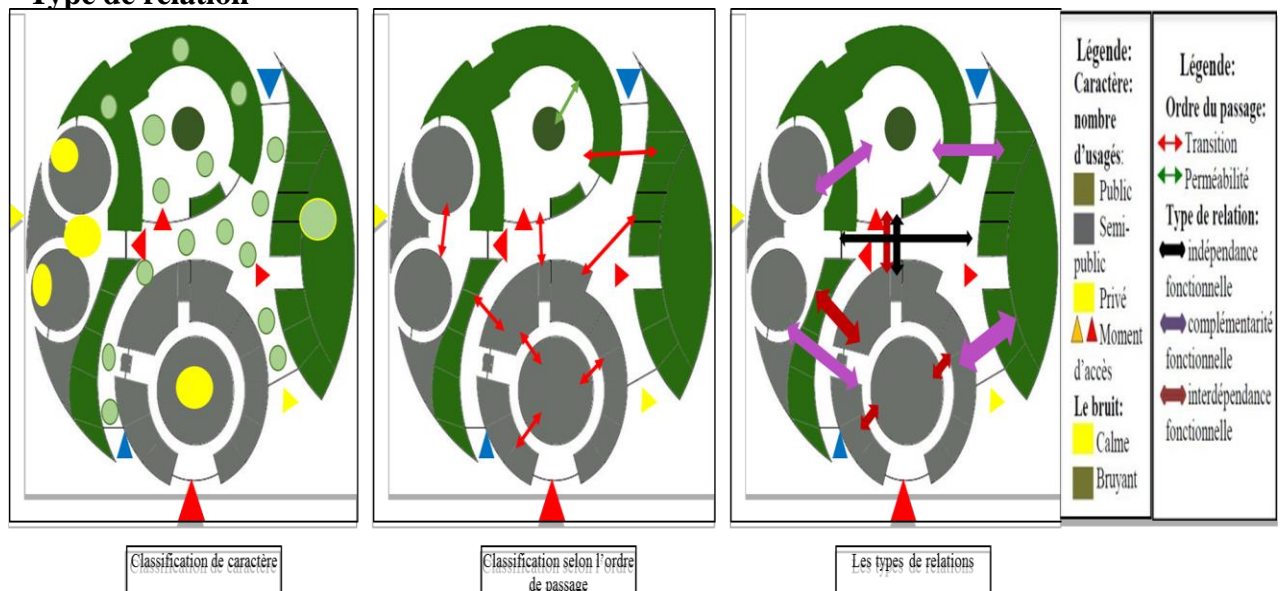 Type de relation
Légende:
Caractère:
nombre
d'usagés:
Public
Semi-
public
Privé
Moment
d'accès
Le bruit:
Calme
Bruyant
Légende:
Ordre du passage:
Transition
Perméabilité
Type de relation:
indépendance
fonctionnelle
complémentarité
fonctionnelle
interdépendance
fonctionnelle
Classification de caractère
Classification selon l'ordre
de passage
Les types de relations